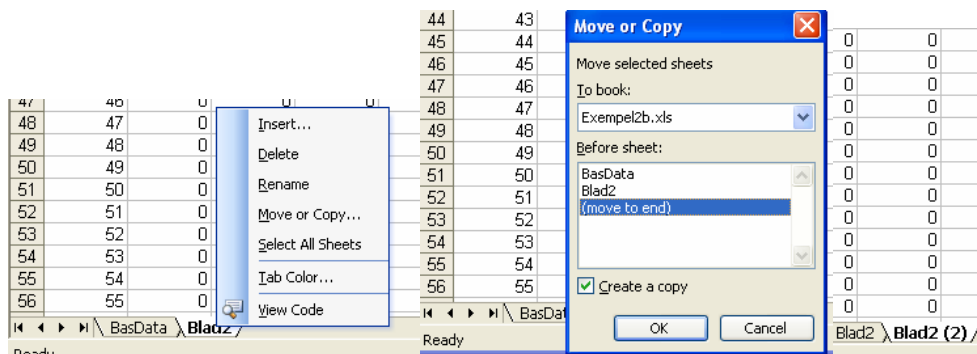 47 46 0 0 0
48 47 0
49 48 0
50 49 0
51 50 0
52 51 0
53 52 0
54 53 0
55 54 0
56 55 0
Insert...
Delete
Rename
Move or Copy...
Select All Sheets
Tab Color...
View Code
BasData Blad2
Ready
44 43
45 44
46 45
47 46
48 47
49 48
50 49
51 50
52 51
53 52
54 53
55 54
56 55
BasDat
Ready
Move or Copy
Move selected sheets
To book:
Exempel2b.xls
Before sheet:
BasData
Blad2
(move to end)
Create a copy
OK Cancel
0 0
0 0
0 0
0 0
0 0
0 0
0 0
0 0
0 0
0 0
0 0
0 0
0 0
Blad2 Blad2 (2)